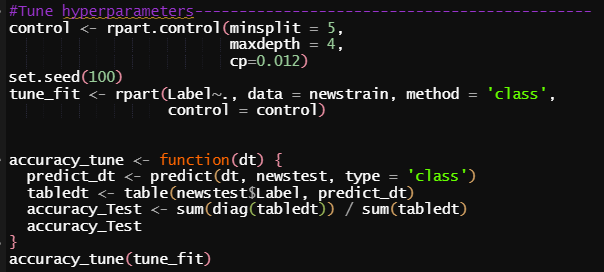 #Tune hyperparameters-----------------------------------------------
control <- rpart.control(minsplit = 5,
                         maxdepth = 4,
                         cp=0.012)
set.seed(100)
tune_fit <- rpart(Label~., data = newstrain, method = 'class',
                  control = control)
accuracy_tune <- function(dt) {
  predict_dt <- predict(dt, newstest, type = 'class')
  tabledt <- table(newstest$Label, predict_dt)
  accuracy_Test <- sum(diag(tabledt)) / sum(tabledt)
  accuracy_Test
}
accuracy_tune(tune_fit)